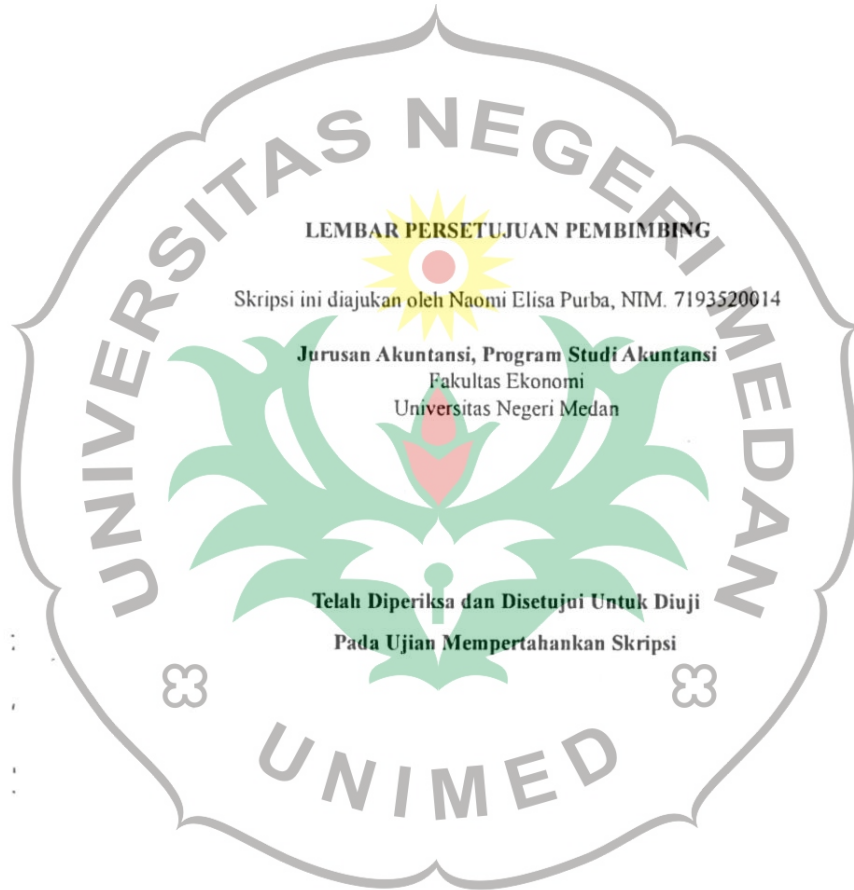 UNIVERSITAS NEGERI MEDAN
LEMBAR PERSETUJUAN PEMBIMBING
Skripsi ini diajukan oleh Naomi Elisa Purba, NIM. 7193520014
Jurusan Akuntansi, Program Studi Akuntansi
Fakultas Ekonomi
Universitas Negeri Medan
Telah Diperiksa dan Disetujui Untuk Diuji
Pada Ujian Mempertahankan Skripsi
UNIMED